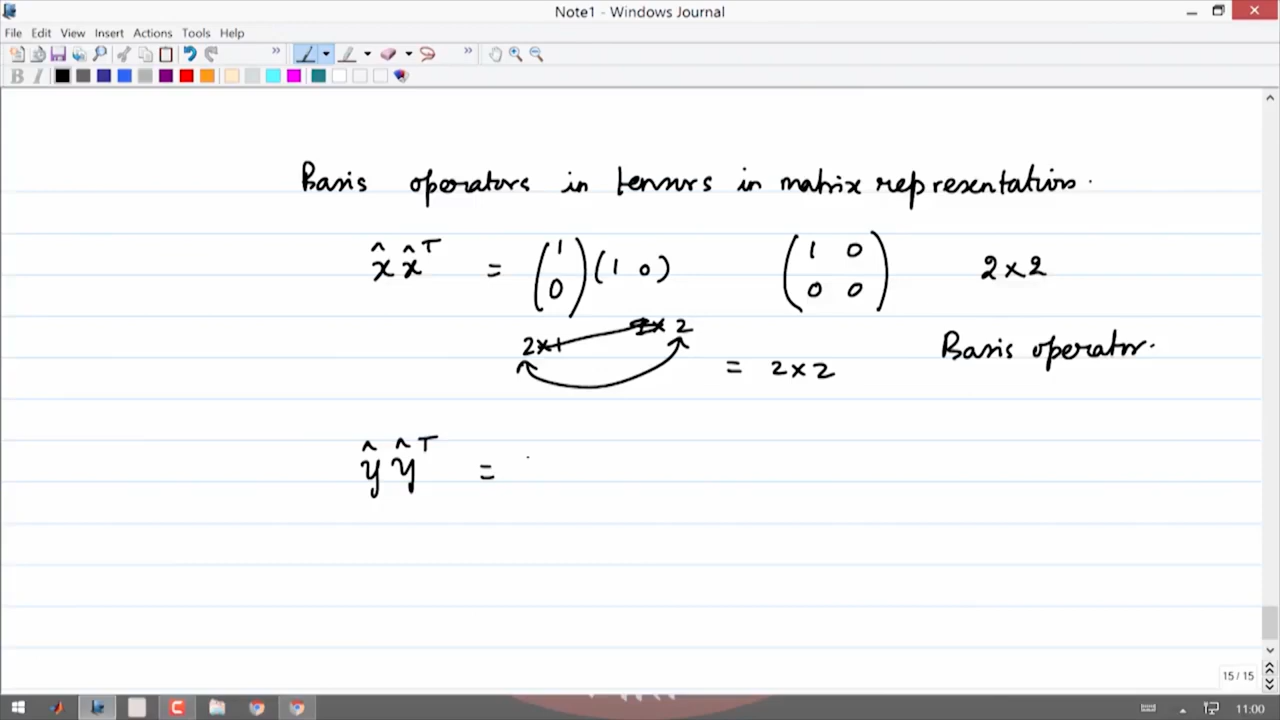 Note1 - Windows Journal
File Edit View Insert Actions Tools Help
B I
Basis operators in tensors in matrix representation.
x̂ x̂ᵀ = (1 0) (1 0) (1 0 0 0) 2×2
2×1 1× 2
= 2×2 Basis operator.
ŷ ŷᵀ =
15 / 15
11:00